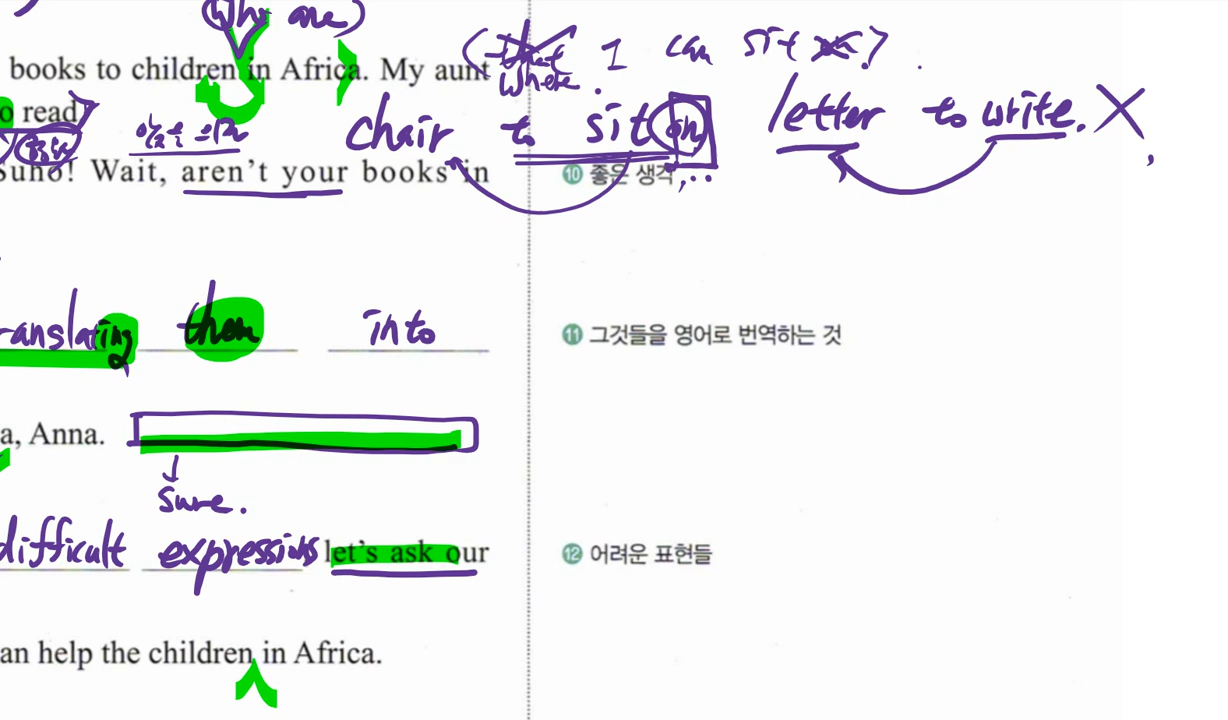 (who are)
(that I can sit on?)
where.
books to children in Africa. My aunt
chair to sit on letter to write. X
o read
Suho! Wait, aren't your books in
⑩ 좋은 생각
ranslating them into
⑪ 그것들을 영어로 번역하는 것
a, Anna.
Sure.
difficult expressions let's ask our
⑫ 어려운 표현들
an help the children in Africa.